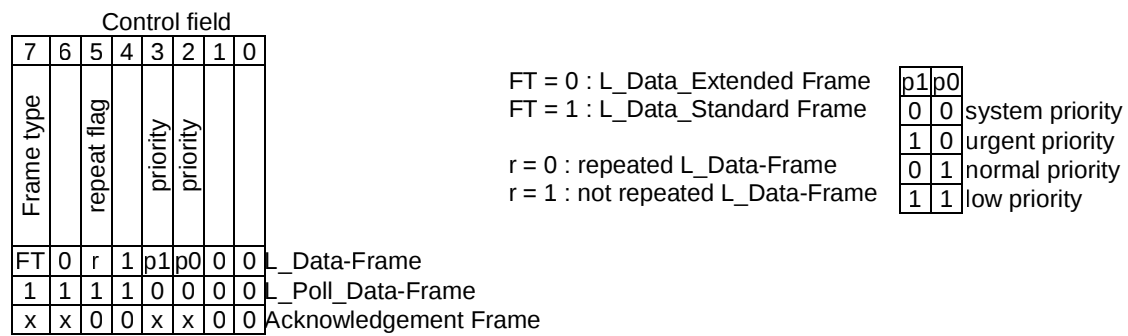 Control field
7 6 5 4 3 2 1 0
Frame type
repeat flag
priority
priority
FT 0 r 1 p1 p0 0 0 L_Data-Frame
1 1 1 1 0 0 0 0 L_Poll_Data-Frame
x x 0 0 x x 0 0 Acknowledgement Frame
FT = 0 : L_Data_Extended Frame
FT = 1 : L_Data_Standard Frame
r = 0 : repeated L_Data-Frame
r = 1 : not repeated L_Data-Frame
p1 p0
0 0 system priority
1 0 urgent priority
0 1 normal priority
1 1 low priority